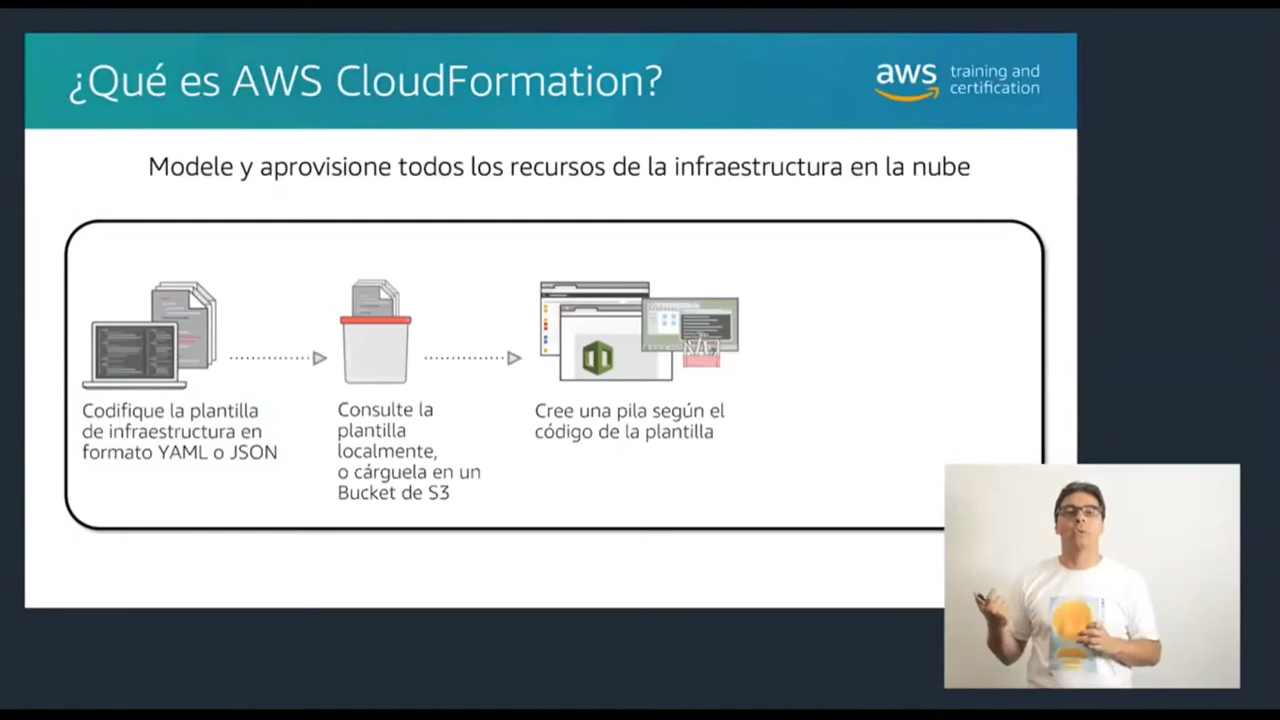 ¿Qué es AWS CloudFormation?
aws training and
certification
Modele y aprovisione todos los recursos de la infraestructura en la nube
Codifique la plantilla
de infraestructura en
formato YAML o JSON
Consulte la
plantilla
localmente,
o cárguela en un
Bucket de S3
Cree una pila según el
código de la plantilla